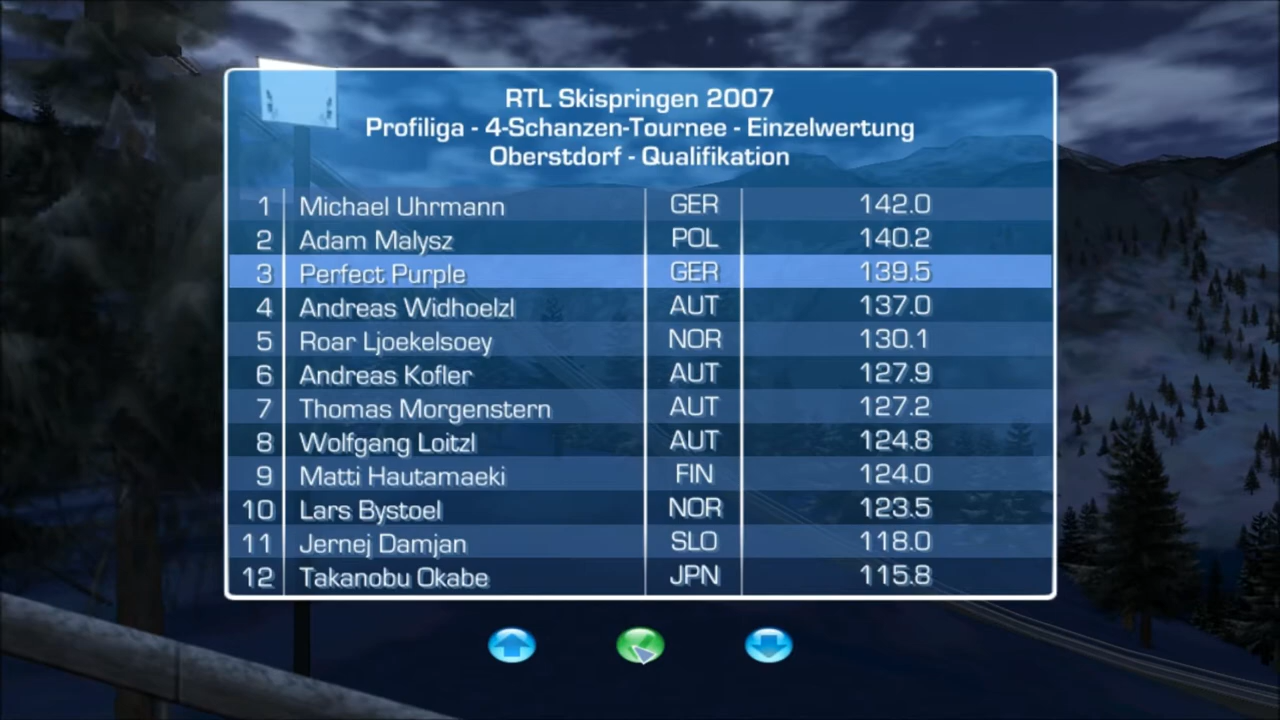 RTL Skispringen 2007
Profiliga - 4-Schanzen-Tournee - Einzelwertung
Oberstdorf - Qualifikation
1 Michael Uhrmann GER 142.0
2 Adam Malysz POL 140.2
3 Perfect Purple GER 139.5
4 Andreas Widhoelzl AUT 137.0
5 Roar Ljoekelsoey NOR 130.1
6 Andreas Kofler AUT 127.9
7 Thomas Morgenstern AUT 127.2
8 Wolfgang Loitzl AUT 124.8
9 Matti Hautamaeki FIN 124.0
10 Lars Bystoel NOR 123.5
11 Jernej Damjan SLO 118.0
12 Takanobu Okabe JPN 115.8